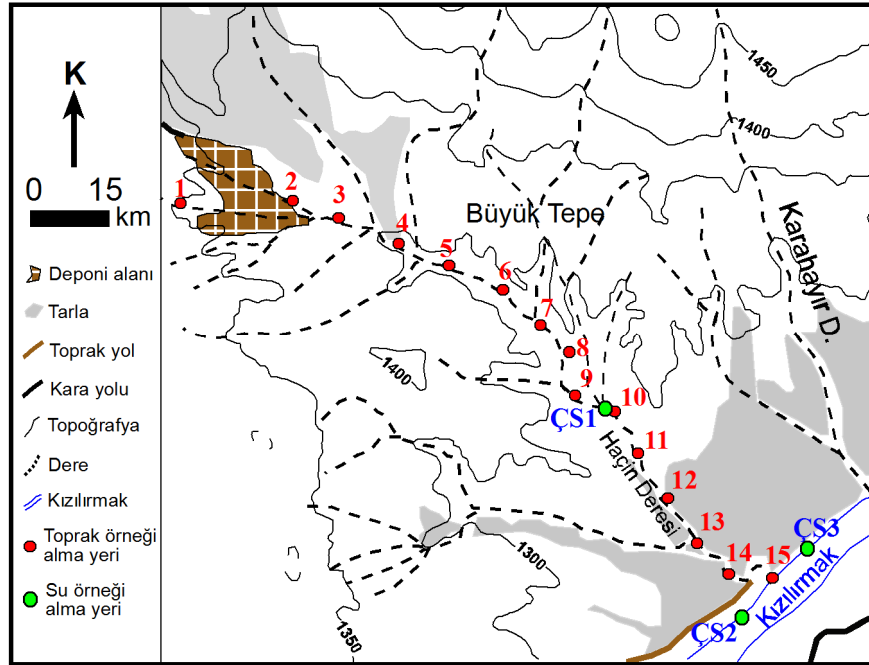 K
0 15
km
Deponi alanı
Tarla
Toprak yol
Kara yolu
Topoğrafya
Dere
Kızılırmak
Toprak örneği
alma yeri
Su örneği
alma yeri
1450
1400
Büyük Tepe
Karahayır D.
1
2
3
4
5
6
7
8
9
10
ÇS1
1400
11
Haçin Deresi
12
13
14
15
ÇS3
ÇS2
Kızılırmak
1300
1350